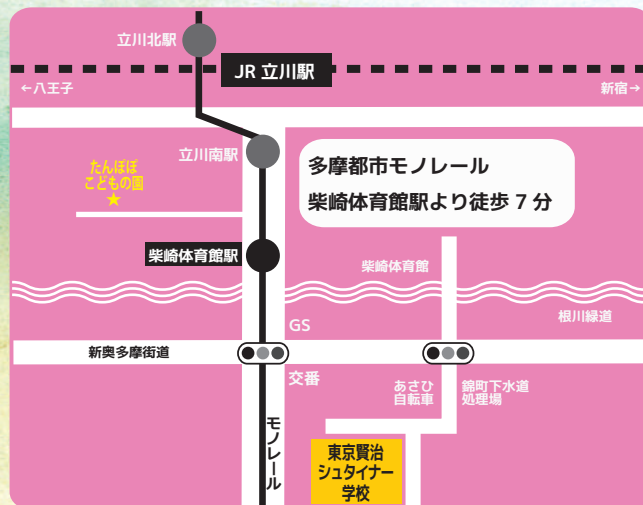 立川北駅
JR 立川駅
←八王子
新宿→
立川南駅
たんぽぽ
こどもの園
★
多摩都市モノレール
柴崎体育館駅より徒歩 7 分
柴崎体育館駅
柴崎体育館
根川緑道
GS
新奥多摩街道
交番
あさひ
自転車
錦町下水道
処理場
モノレール
東京賢治
シュタイナー
学校